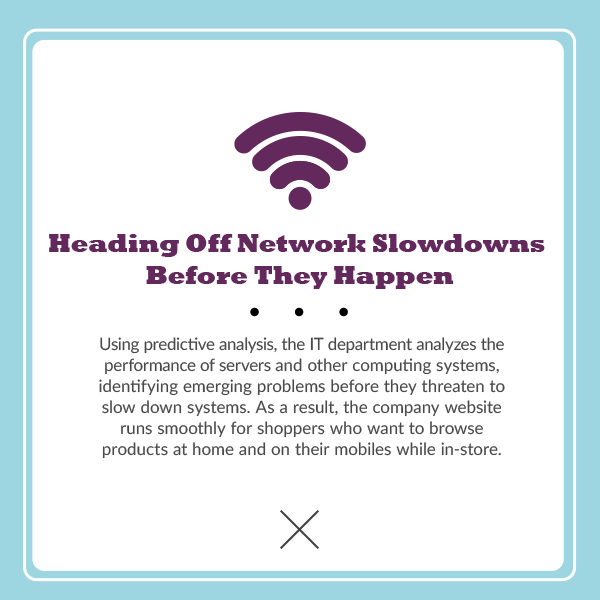 Heading Off Network Slowdowns
Before They Happen
Using predictive analysis, the IT department analyzes the
performance of servers and other computing systems,
identifying emerging problems before they threaten to
slow down systems. As a result, the company website
runs smoothly for shoppers who want to browse
products at home and on their mobiles while in-store.